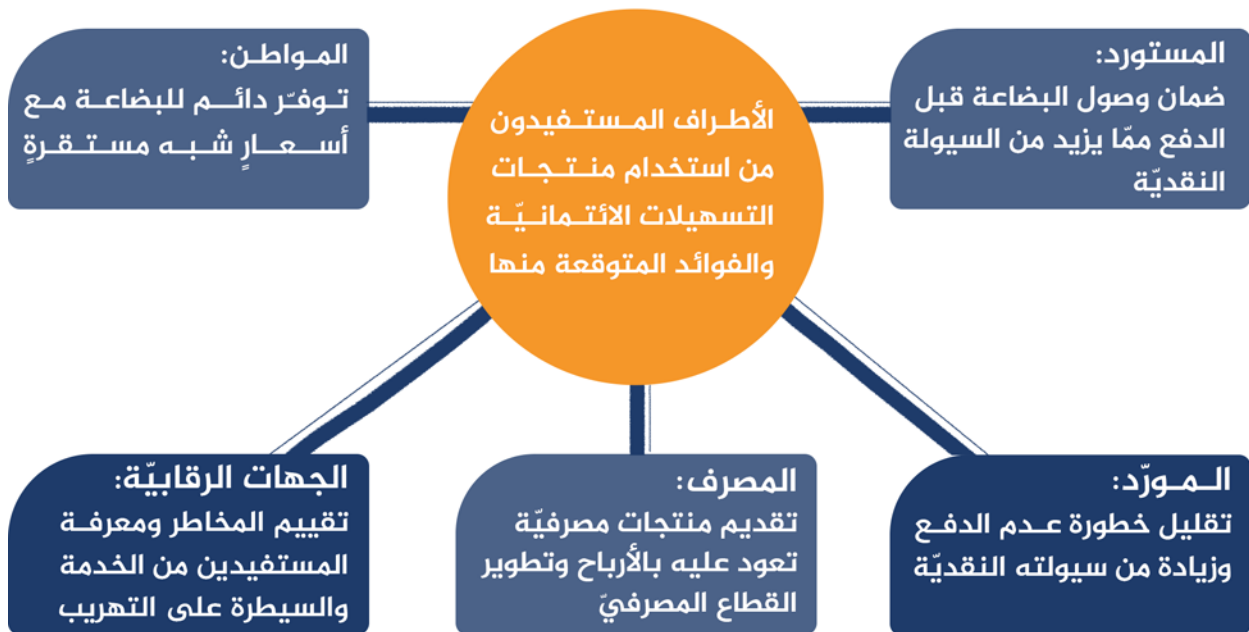 الأطراف المستفيدون
من استخدام منتجات
التسهيلات الائتمانيّة
والفوائد المتوقعة منها
المستورد:
ضمان وصول البضاعة قبل
الدفع ممّا يزيد من السيولة
النقديّة
المواطن:
توفّر دائم للبضاعة مع
أسعارٍ شبه مستقرةٍ
المورّد:
تقليل خطورة عدم الدفع
وزيادة من سيولته النقديّة
المصرف:
تقديم منتجات مصرفيّة
تعود عليه بالأرباح وتطوير
القطاع المصرفيّ
الجهات الرقابيّة:
تقييم المخاطر ومعرفة
المستفيدين من الخدمة
والسيطرة على التهريب